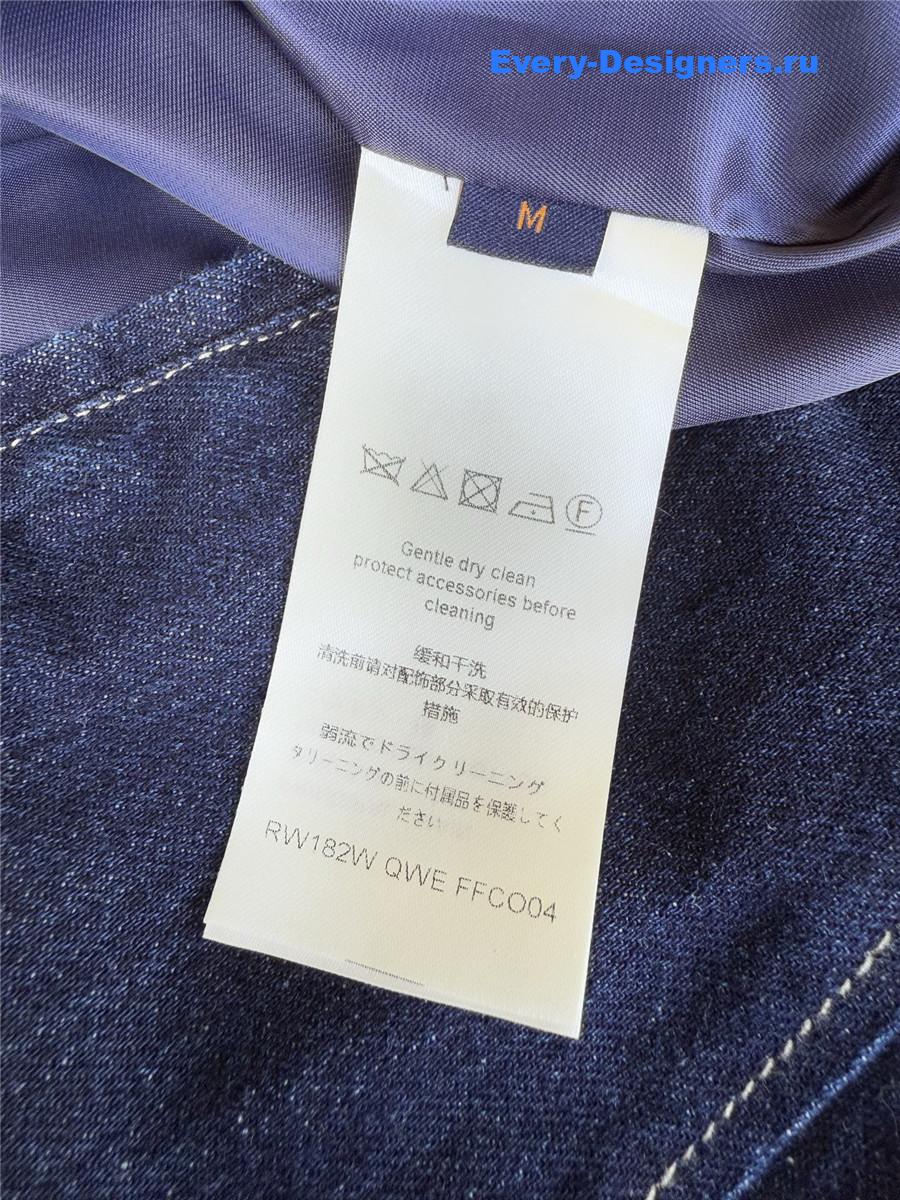 Every-Designers.ru
M
F
Gentle dry clean
protect accessories before
cleaning
缓和干洗
清洗前请对配饰部分采取有效的保护
措施
弱流でドライクリーニング
タリーニングの前に付属品を保護してく
ださい
RW182W QWE FFCO04